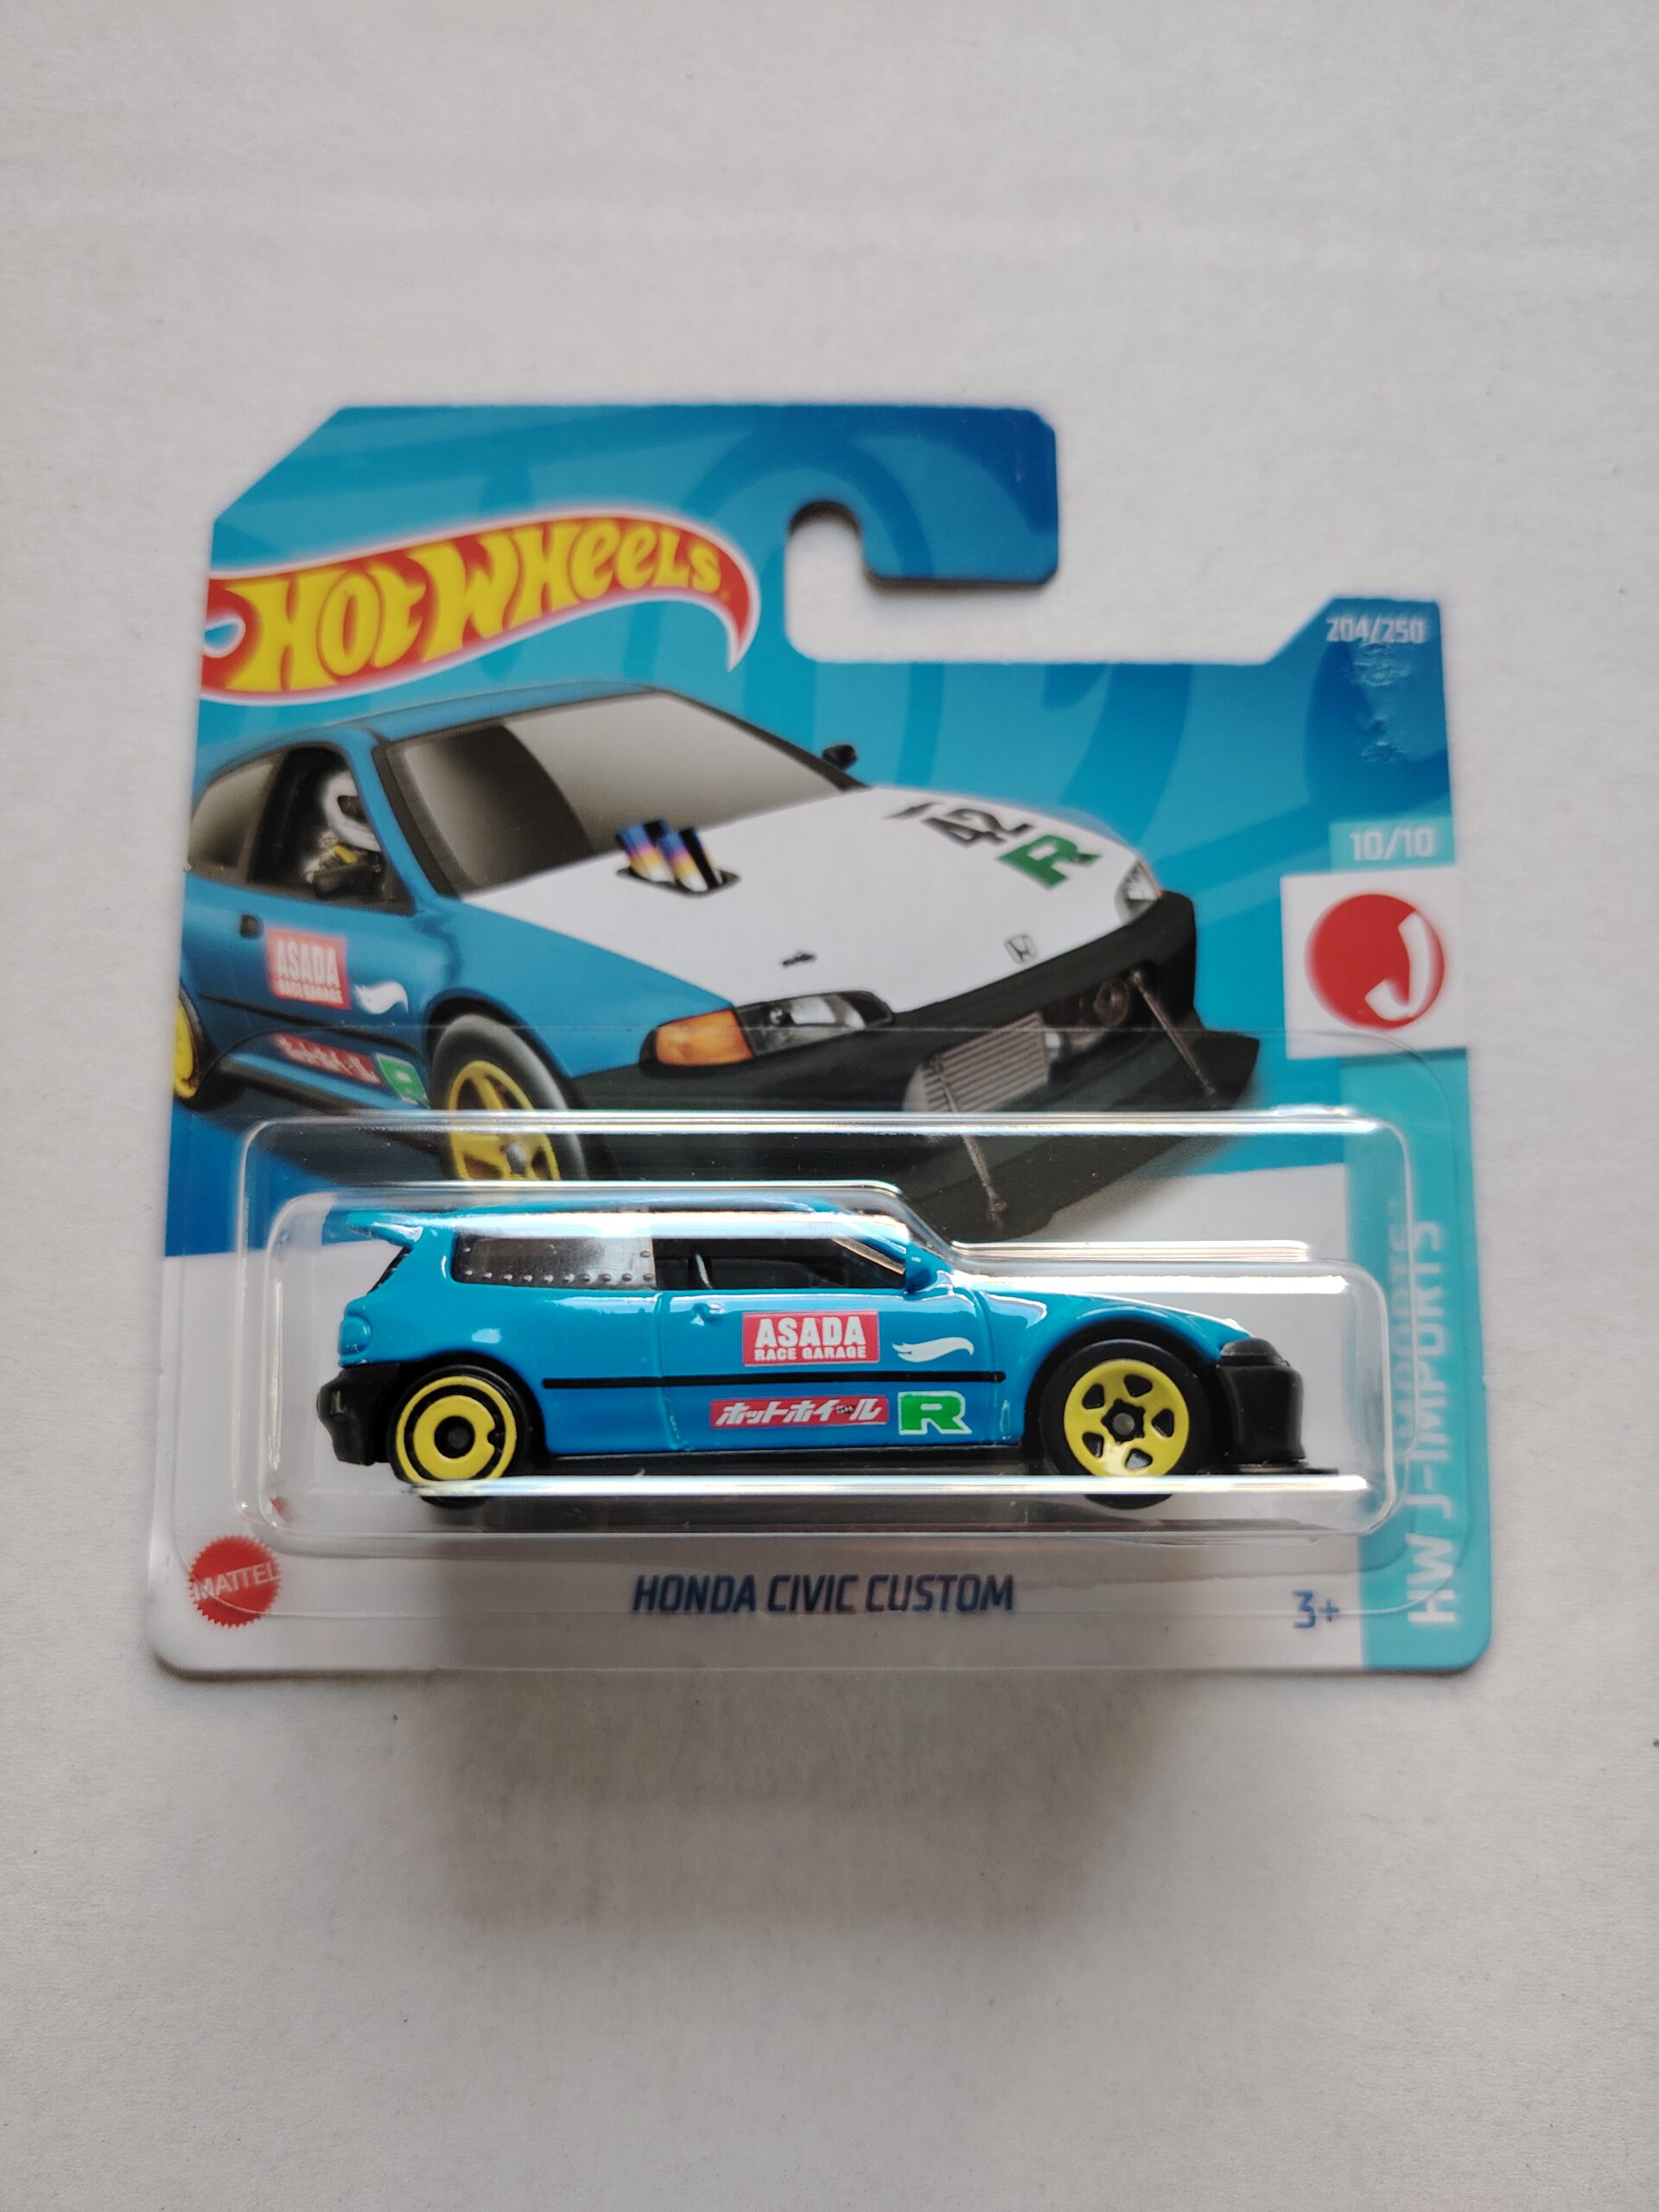 HOT WHEELS
204/250
10/10
J
142
R
ASADA
RACE GARAGE
ホットホイール
R
ASADA
RACE GARAGE
ホットホイール
R
MATTEL
HONDA CIVIC CUSTOM
3+
HW J-IMPORTS